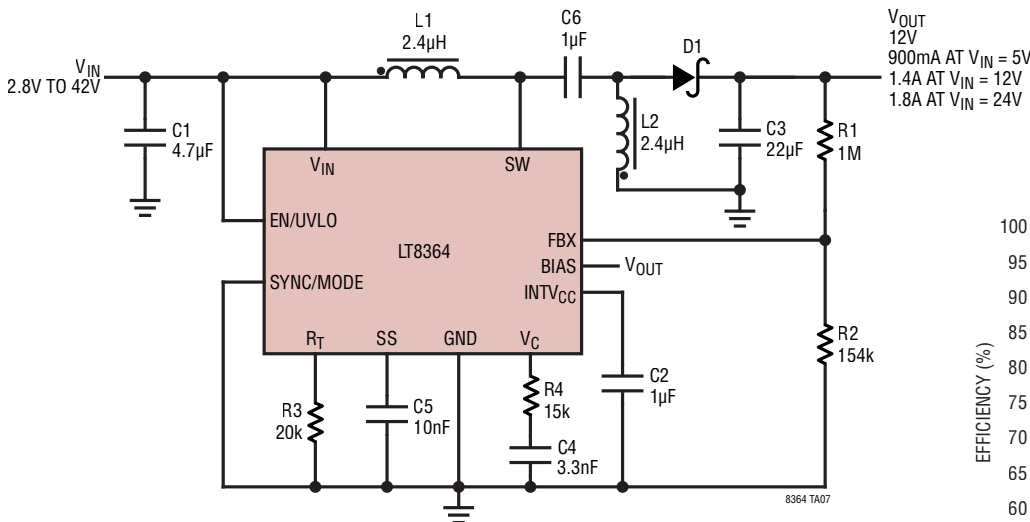 L1
2.4µH
C6
1µF
D1
VIN
2.8V TO 42V
VOUT
12V
900mA AT VIN = 5V
1.4A AT VIN = 12V
1.8A AT VIN = 24V
C1
4.7µF
L2
2.4µH
C3
22µF
R1
1M
VIN
SW
EN/UVLO
LT8364
FBX
BIAS
VOUT
SYNC/MODE
INTVCC
RT
SS
GND
VC
R2
154k
C2
1µF
R3
20k
C5
10nF
R4
15k
C4
3.3nF
8364 TA07
EFFICIENCY (%)
100
95
90
85
80
75
70
65
60